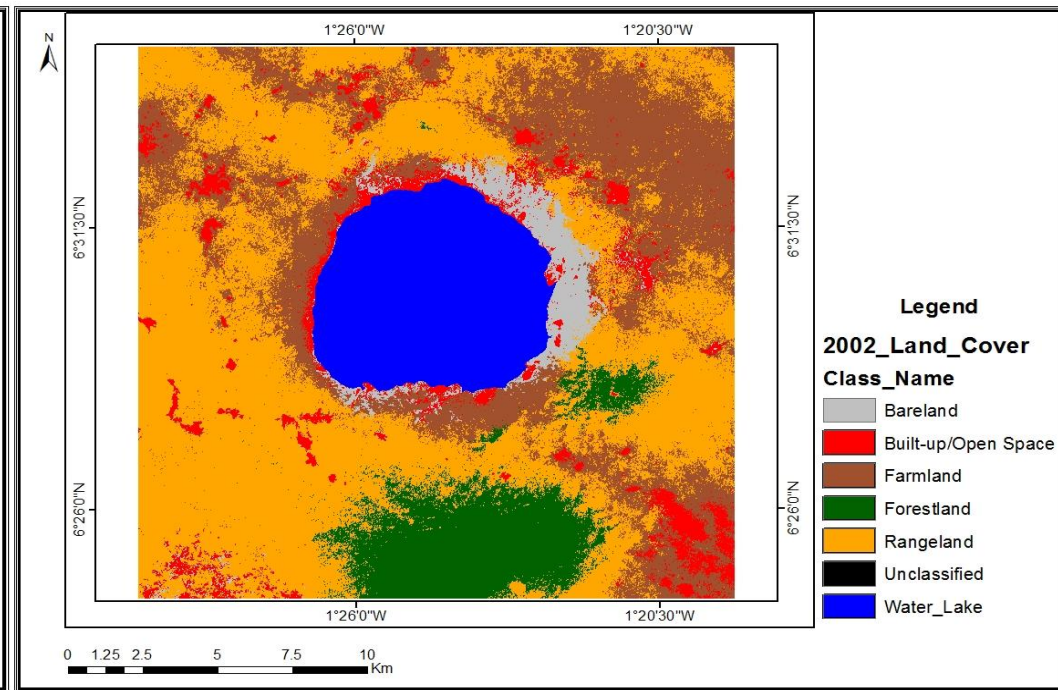 N
1°26'0"W
1°20'30"W
6°31'30"N
6°31'30"N
6°26'0"N
6°26'0"N
1°26'0"W
1°20'30"W
0 1.25 2.5 5 7.5 10
Km
Legend
2002_Land_Cover
Class_Name
Bareland
Built-up/Open Space
Farmland
Forestland
Rangeland
Unclassified
Water_Lake